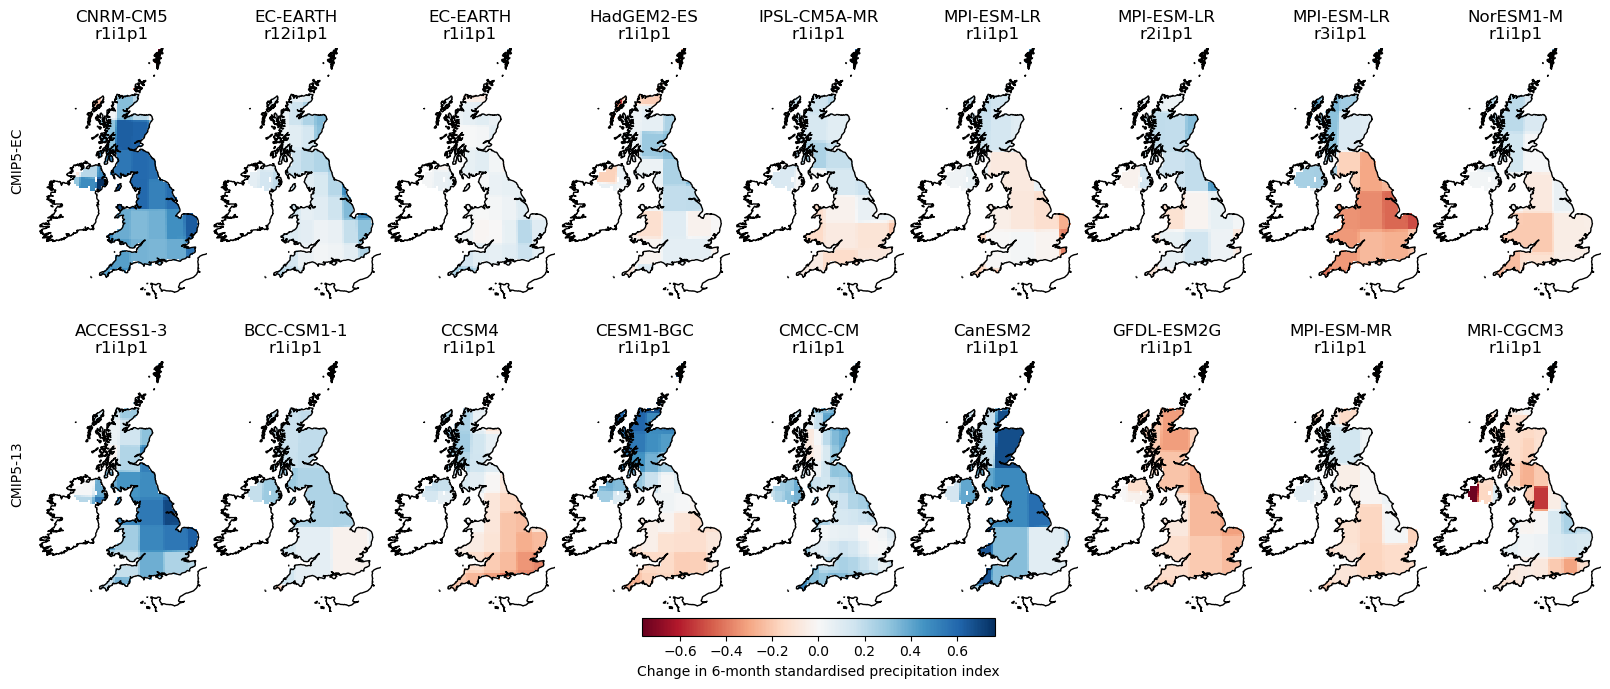 CNRM-CM5 EC-EARTH EC-EARTH HadGEM2-ES IPSL-CM5A-MR MPI-ESM-LR MPI-ESM-LR MPI-ESM-LR NorESM1-M
r1i1p1 r12i1p1 r1i1p1 r1i1p1 r1i1p1 r1i1p1 r2i1p1 r3i1p1 r1i1p1
CMIP5-EC
ACCESS1-3 BCC-CSM1-1 CCSM4 CESM1-BGC CMCC-CM CanESM2 GFDL-ESM2G MPI-ESM-MR MRI-CGCM3
r1i1p1 r1i1p1 r1i1p1 r1i1p1 r1i1p1 r1i1p1 r1i1p1 r1i1p1 r1i1p1
CMIP5-13
−0.6 −0.4 −0.2 0.0 0.2 0.4 0.6
Change in 6-month standardised precipitation index